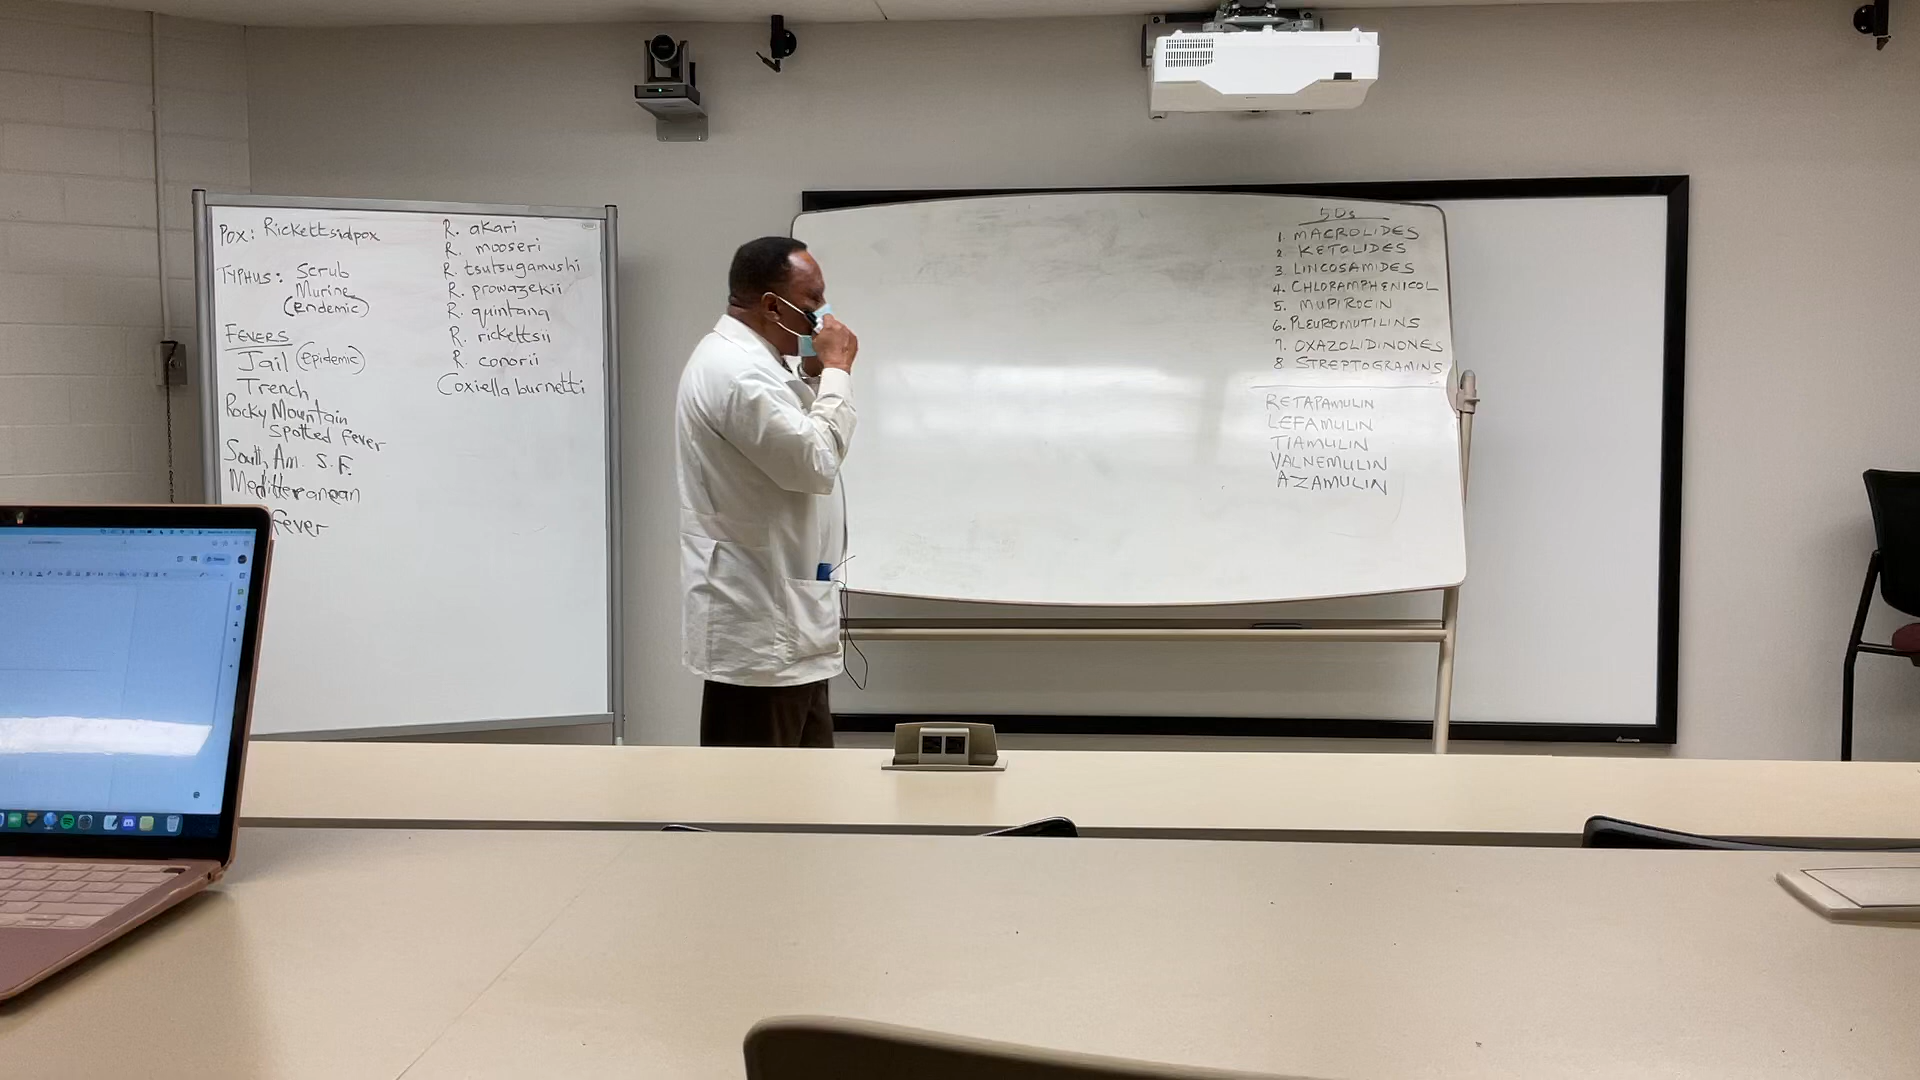 Pox: Rickettsialpox
TYPHUS: Scrub
Murine
(Endemic)
FEVERS
Jail (Epidemic)
Trench
Rocky Mountain
Spotted Fever
South Am. S.F.
Mediterranean
fever
R. akari
R. mooseri
R. tsutsugamushi
R. prowazekii
R. quintana
R. rickettsii
R. conorii
Coxiella burnetti
50s
1. MACROLIDES
2. KETOLIDES
3. LINCOSAMIDES
4. CHLORAMPHENICOL
5. MUPIROCIN
6. PLEUROMUTILINS
7. OXAZOLIDINONES
8 STREPTOGRAMINS
RETAPAMULIN
LEFAMULIN
TIAMULIN
VALNEMULIN
AZAMULIN